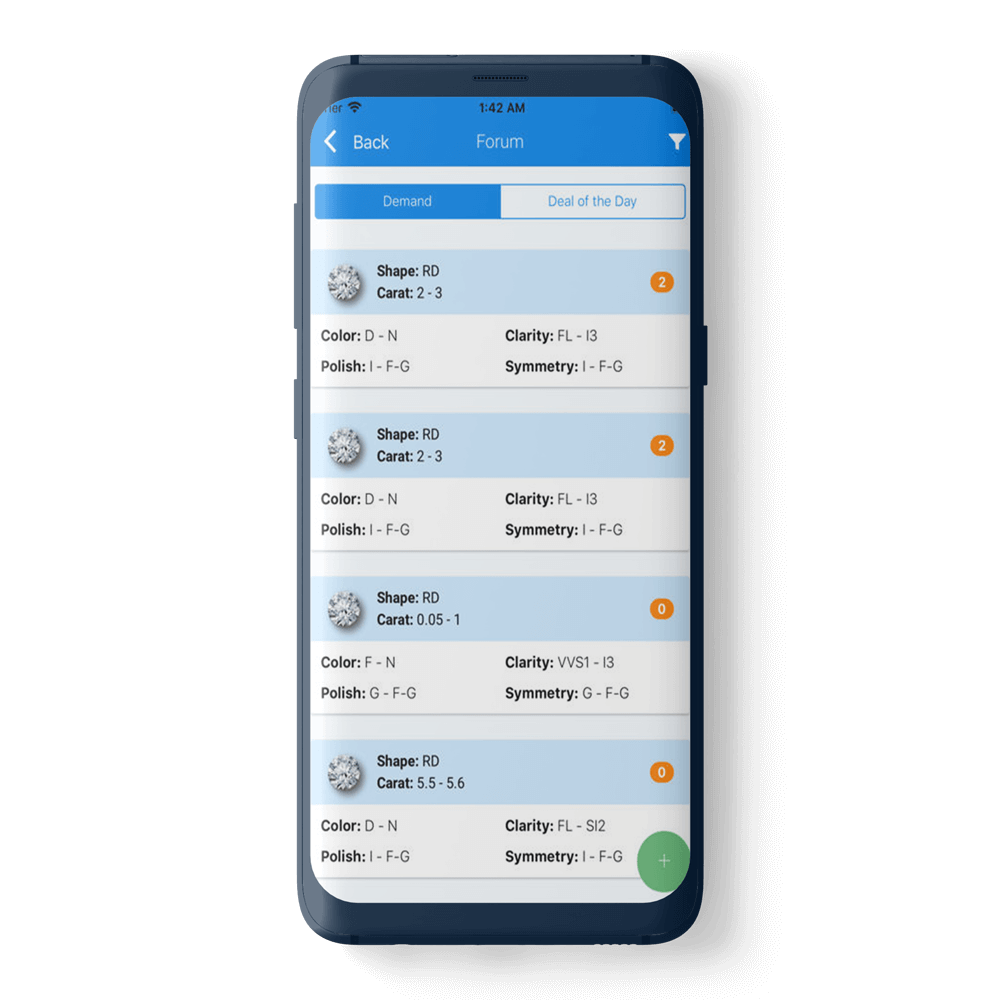 1:42 AM
Back Forum
Demand Deal of the Day
Shape: RD
2
Carat: 2 - 3
Color: D - N Clarity: FL - I3
Polish: I - F-G Symmetry: I - F-G
Shape: RD
2
Carat: 2 - 3
Color: D - N Clarity: FL - I3
Polish: I - F-G Symmetry: I - F-G
Shape: RD
0
Carat: 0.05 - 1
Color: F - N Clarity: VVS1 - I3
Polish: G - F-G Symmetry: G - F-G
Shape: RD
0
Carat: 5.5 - 5.6
Color: D - N Clarity: FL - SI2
Polish: I - F-G Symmetry: I - F-G
+